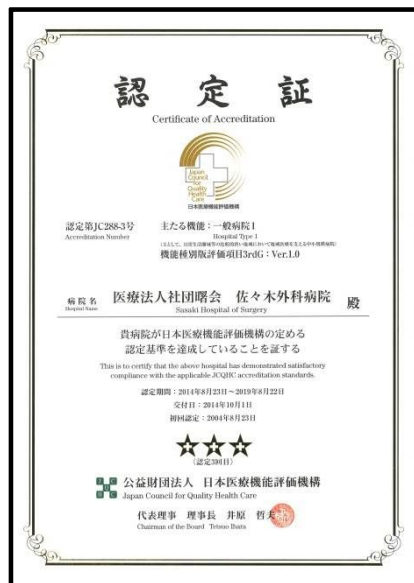 認定証
Certificate of Accreditation
Japan
Council
for
Quality
Health
Care
日本医療機能評価機構
認定第JC288-3号
Accreditation Number
主たる機能:一般病院1
Hospital Type 1
機能種別版評価項目3rdG:Ver.1.0
病院名
Hospital Name
医療法人社団曙会 佐々木外科病院 殿
Sasaki Hospital of Surgery
貴病院が日本医療機能評価機構の定める
認定基準を達成していることを証する
This is to certify that the above hospital has demonstrated satisfactory
compliance with the applicable JCQHC accreditation standards.
認定期間:2014年8月23日~2019年8月22日
交付日:2014年10月1日
初回認定:2004年8月23日
(認定3回目)
公益財団法人 日本医療機能評価機構
Japan Council for Quality Health Care
代表理事 理事長 井原 哲夫
Chairman of the Board Tetsuo Ihara